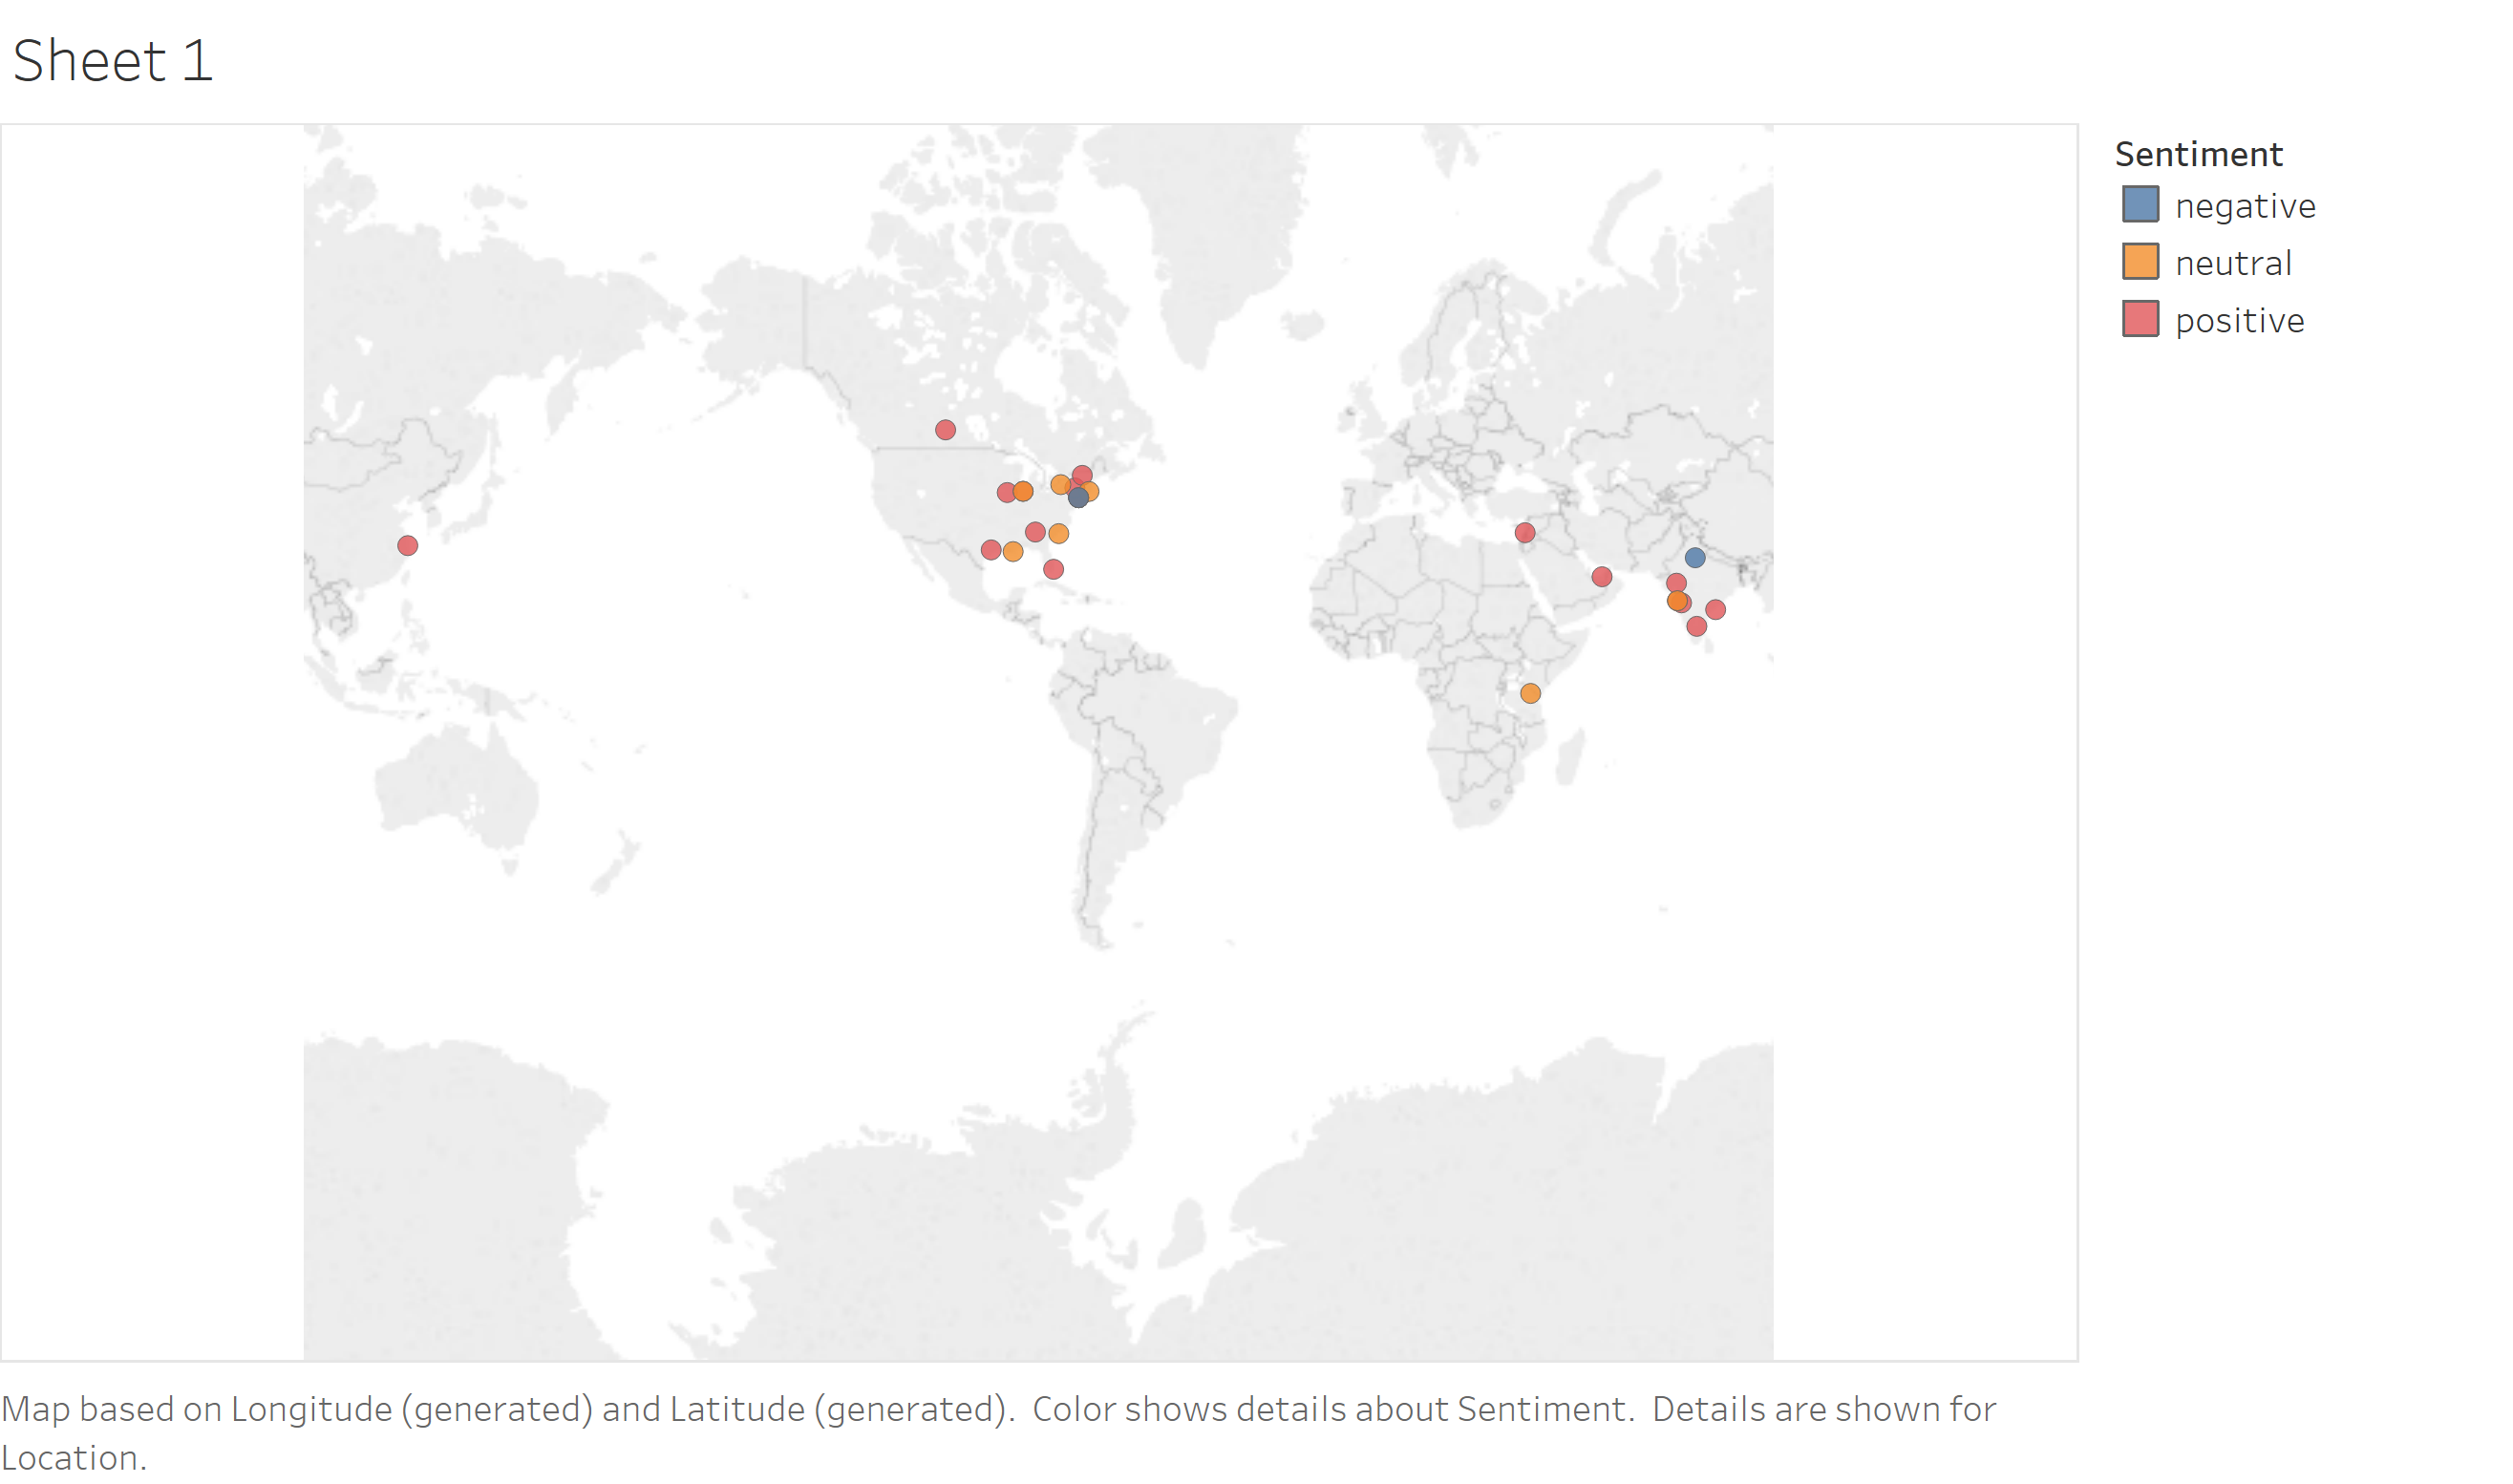 Sheet 1
Sentiment
negative
neutral
positive
Map based on Longitude (generated) and Latitude (generated).  Color shows details about Sentiment.  Details are shown for
Location.